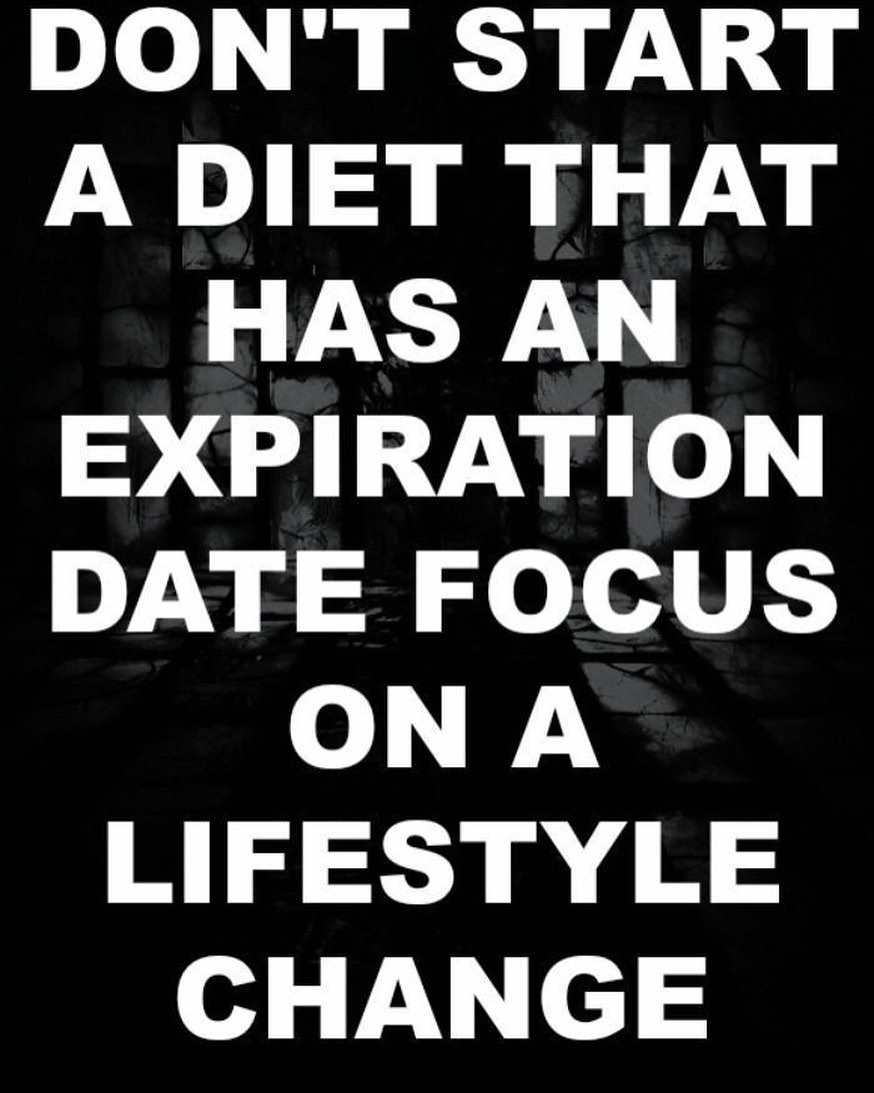 DON'T START
A DIET THAT
HAS AN
EXPIRATION
DATE FOCUS
ON A
LIFESTYLE
CHANGE